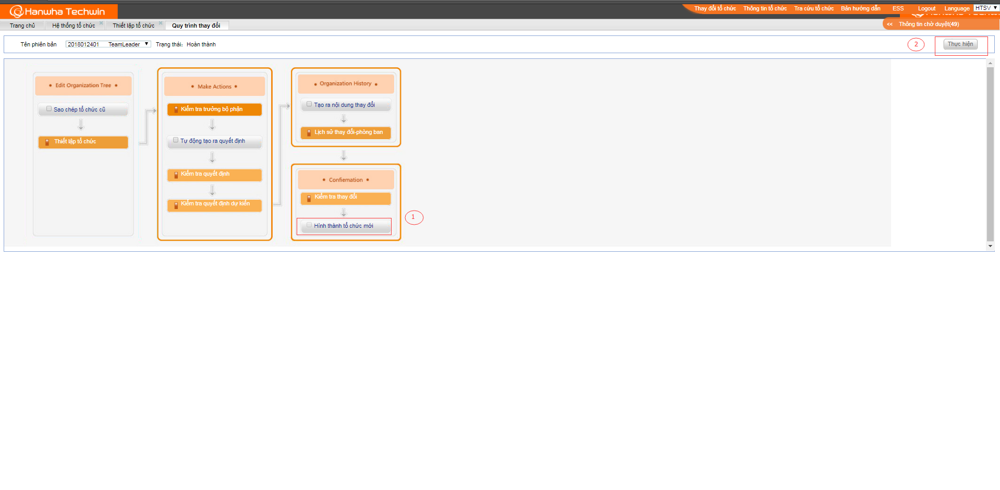 Hanwha Techwin
Thay đổi tổ chức Thông tin tổ chức Tra cứu tổ chức Bản hướng dẫn ESS Logout Language HTSV
Trang chủ Hệ thống tổ chức Thiết lập tổ chức Quy trình thay đổi
<< Thông tin chờ duyệt(49)
Tên phiên bản 2018012401 TeamLeader Trạng thái: Hoàn thành 2 Thực hiện
• Edit Organization Tree •
Sao chép tổ chức cũ
Thiết lập tổ chức
• Make Actions •
Kiểm tra trưởng bộ phận
Tự động tạo ra quyết định
Kiểm tra quyết định
Kiểm tra quyết định dự kiến
• Organization History •
Tạo ra nội dung thay đổi
Lịch sử thay đổi-phòng ban
• Confiemation •
Kiểm tra thay đổi
Hình thành tổ chức mới
1